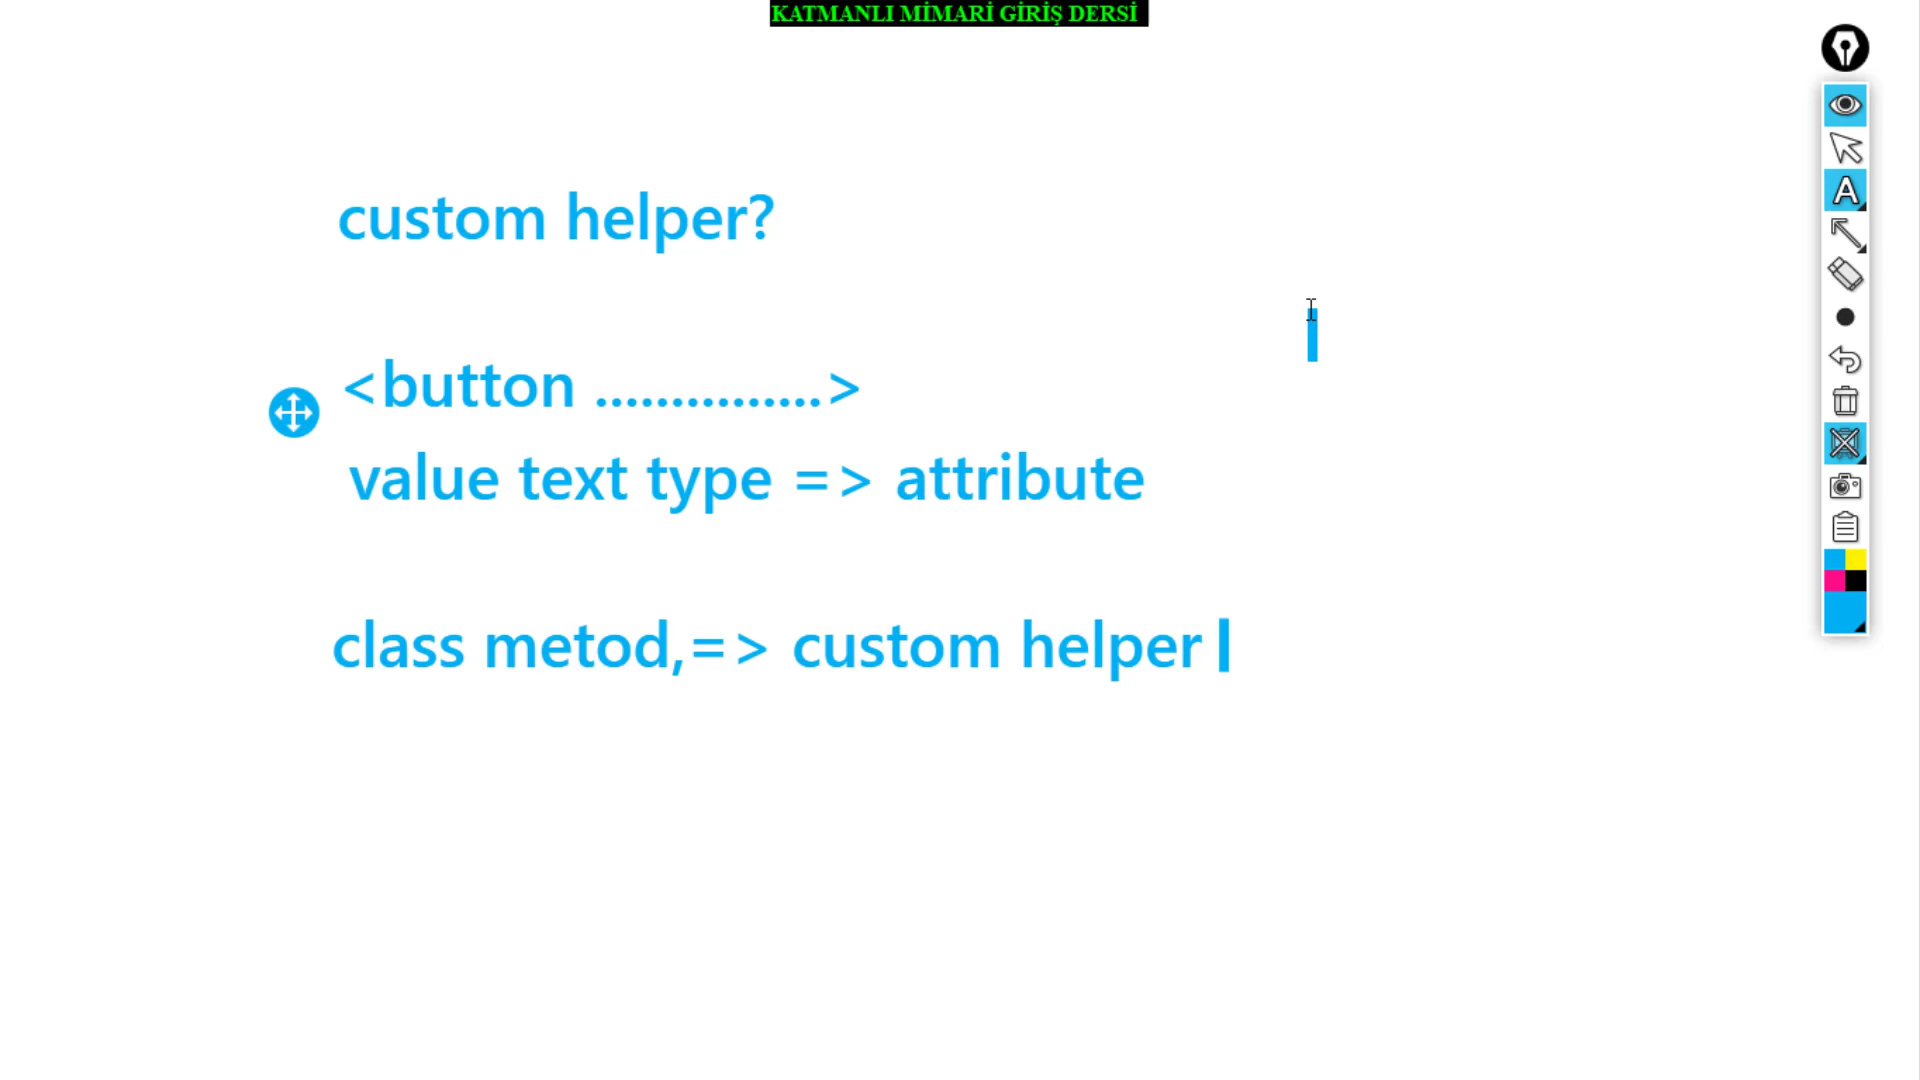 KATMANLI MİMARİ GİRİŞ DERSİ
custom helper?
<button ...............>
value text type => attribute
class metod,=> custom helper